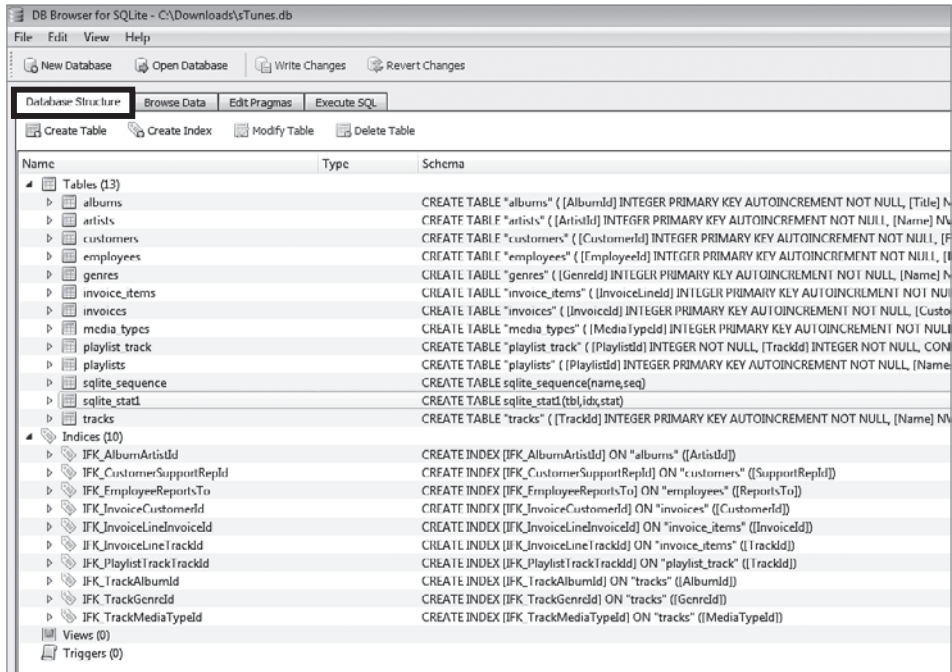 DB Browser for SQLite - C:\Downloads\sTunes.db
File Edit View Help
New Database Open Database Write Changes Revert Changes
Database Structure Browse Data Edit Pragmas Execute SQL
Create Table Create Index Modify Table Delete Table
Name Type Schema
Tables (13)
albums CREATE TABLE "albums" ( [AlbumId] INTEGER PRIMARY KEY AUTOINCREMENT NOT NULL, [Title] N
artists CREATE TABLE "artists" ( [ArtistId] INTEGER PRIMARY KEY AUTOINCREMENT NOT NULL, [Name] NV
customers CREATE TABLE "customers" ( [CustomerId] INTEGER PRIMARY KEY AUTOINCREMENT NOT NULL, [F
employees CREATE TABLE "employees" ( [EmployeeId] INTEGER PRIMARY KEY AUTOINCREMENT NOT NULL, [
genres CREATE TABLE "genres" ( [GenreId] INTEGER PRIMARY KEY AUTOINCREMENT NOT NULL, [Name] N
invoice_items CREATE TABLE "invoice_items" ( [InvoiceLineId] INTEGER PRIMARY KEY AUTOINCREMENT NOT NUL
invoices CREATE TABLE "invoices" ( [InvoiceId] INTEGER PRIMARY KEY AUTOINCREMENT NOT NULL, [Custo
media_types CREATE TABLE "media_types" ( [MediaTypeId] INTEGER PRIMARY KEY AUTOINCREMENT NOT NULL
playlist_track CREATE TABLE "playlist_track" ( [PlaylistId] INTEGER NOT NULL, [TrackId] INTEGER NOT NULL, CON
playlists CREATE TABLE "playlists" ( [PlaylistId] INTEGER PRIMARY KEY AUTOINCREMENT NOT NULL, [Name
sqlite_sequence CREATE TABLE sqlite_sequence(name,seq)
sqlite_stat1 CREATE TABLE sqlite_stat1(tbl,idx,stat)
tracks CREATE TABLE "tracks" ( [TrackId] INTEGER PRIMARY KEY AUTOINCREMENT NOT NULL, [Name] NV
Indices (10)
IFK_AlbumArtistId CREATE INDEX [IFK_AlbumArtistId] ON "albums" ([ArtistId])
IFK_CustomerSupportRepId CREATE INDEX [IFK_CustomerSupportRepId] ON "customers" ([SupportRepId])
IFK_EmployeeReportsTo CREATE INDEX [IFK_EmployeeReportsTo] ON "employees" ([ReportsTo])
IFK_InvoiceCustomerId CREATE INDEX [IFK_InvoiceCustomerId] ON "invoices" ([CustomerId])
IFK_InvoiceLineInvoiceId CREATE INDEX [IFK_InvoiceLineInvoiceId] ON "invoice_items" ([InvoiceId])
IFK_InvoiceLineTrackId CREATE INDEX [IFK_InvoiceLineTrackId] ON "invoice_items" ([TrackId])
IFK_PlaylistTrackTrackId CREATE INDEX [IFK_PlaylistTrackTrackId] ON "playlist_track" ([TrackId])
IFK_TrackAlbumId CREATE INDEX [IFK_TrackAlbumId] ON "tracks" ([AlbumId])
IFK_TrackGenreId CREATE INDEX [IFK_TrackGenreId] ON "tracks" ([GenreId])
IFK_TrackMediaTypeId CREATE INDEX [IFK_TrackMediaTypeId] ON "tracks" ([MediaTypeId])
Views (0)
Triggers (0)